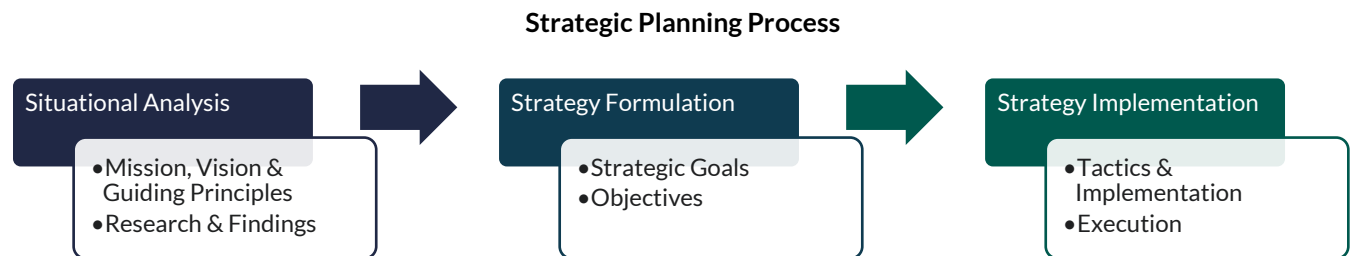 Strategic Planning Process
Situational Analysis
•Mission, Vision &
Guiding Principles
•Research & Findings
Strategy Formulation
•Strategic Goals
•Objectives
Strategy Implementation
•Tactics &
Implementation
•Execution